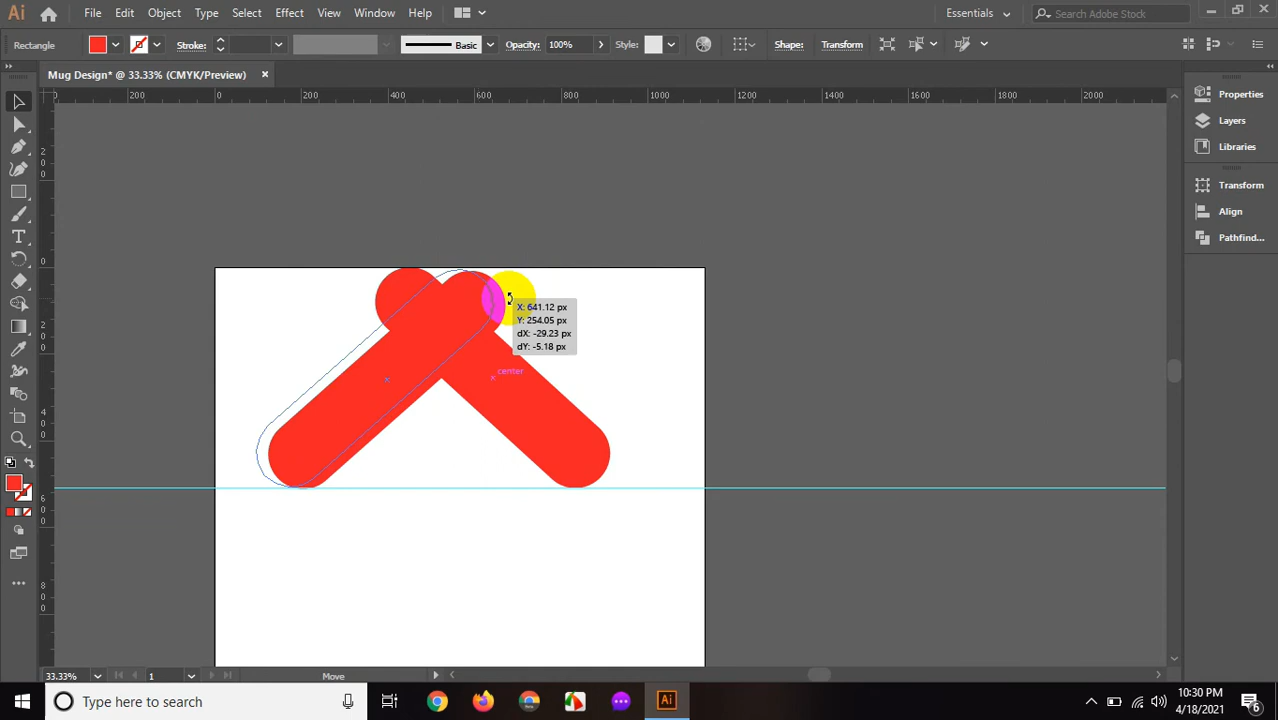 Ai File Edit Object Type Select Effect View Window Help Essentials Search Adobe Stock
Rectangle Stroke: Basic Opacity: 100% Style: Shape: Transform
Mug Design* @ 33.33% (CMYK/Preview) ×
200 0 200 400 600 800 1000 1200 1400 1600 1800 2000
Properties
Layers
Libraries
Transform
Align
Pathfind...
2 0 0
0
2 0 0
4 0 0
6 0 0
8 0 0
X: 641.12 px
Y: 254.05 px
dX: -29.23 px
dY: -5.18 px
center
33.33% 1 Move
Type here to search
Ai
10:30 PM
4/18/2021
6